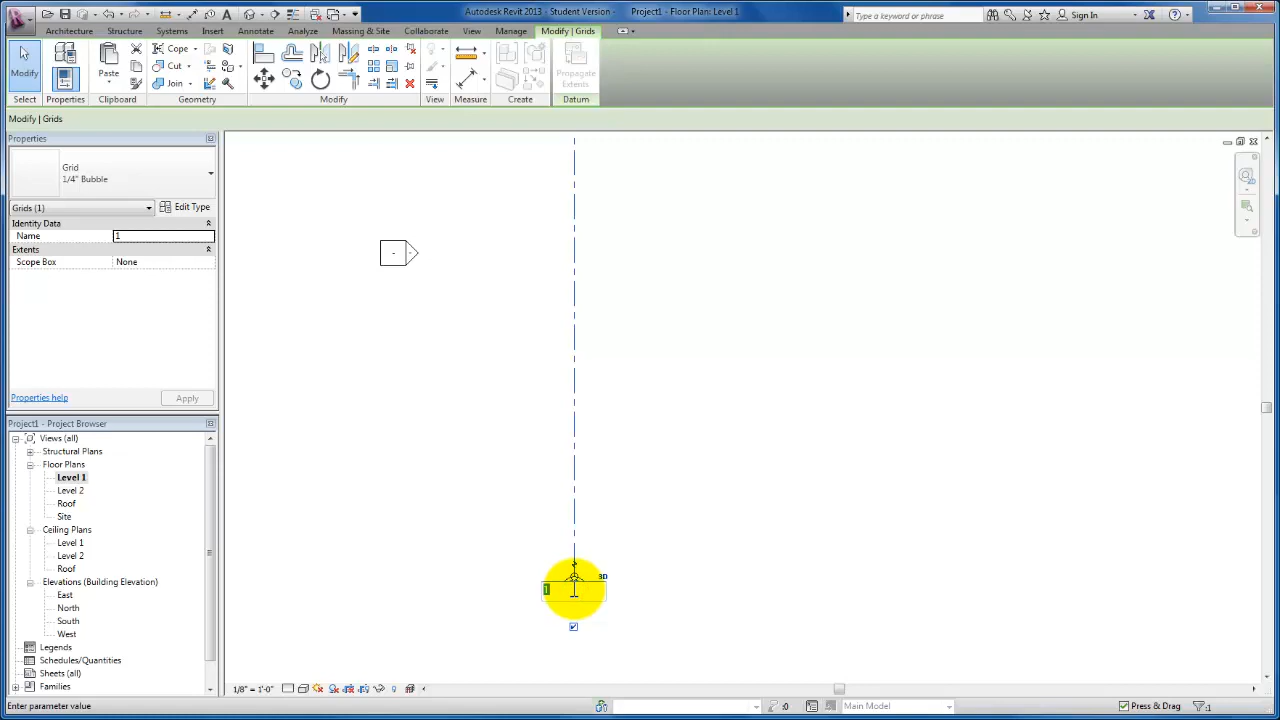 Autodesk Revit 2013 - Student Version - Project1 - Floor Plan: Level 1
Type a keyword or phrase
Sign In
Architecture Structure Systems Insert Annotate Analyze Massing & Site Collaborate View Manage Modify | Grids
Modify
Paste
Cope
Cut
Join
Propagate
Extents
Select Properties Clipboard Geometry Modify View Measure Create Datum
Modify | Grids
Properties
Grid
1/4" Bubble
Grids (1)
Edit Type
Identity Data
Name 1
Extents
Scope Box None
Properties help
Apply
Project1 - Project Browser
Views (all)
Structural Plans
Floor Plans
Level 1
Level 2
Roof
Site
Ceiling Plans
Level 1
Level 2
Roof
Elevations (Building Elevation)
East
North
South
West
Legends
Schedules/Quantities
Sheets (all)
Families
3D
1
1/8" = 1'-0"
Enter parameter value
:0
Main Model
Press & Drag
:1